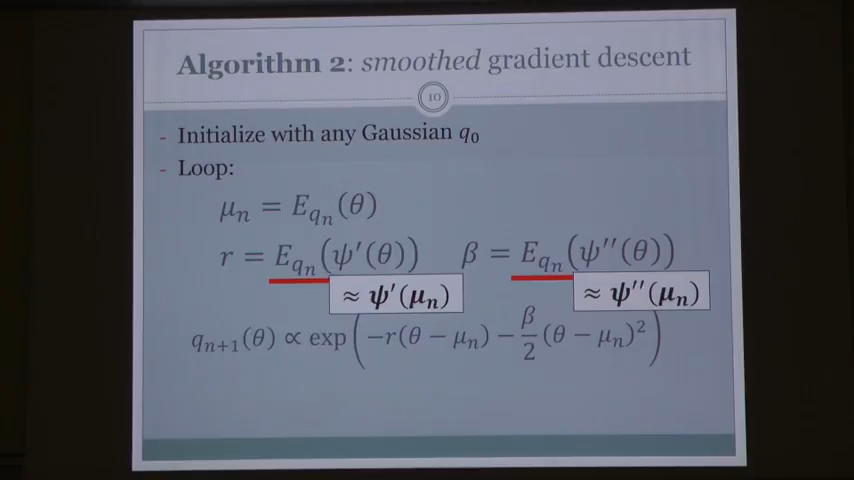 Algorithm 2: smoothed gradient descent
10
- Initialize with any Gaussian q₀
- Loop:
μₙ = E_{qₙ}(θ)
r = E_{qₙ}(ψ′(θ)) β = E_{qₙ}(ψ″(θ))
≈ ψ′(μₙ) ≈ ψ″(μₙ)
qₙ₊₁(θ) ∝ exp(−r(θ − μₙ) − β/2 (θ − μₙ)²)